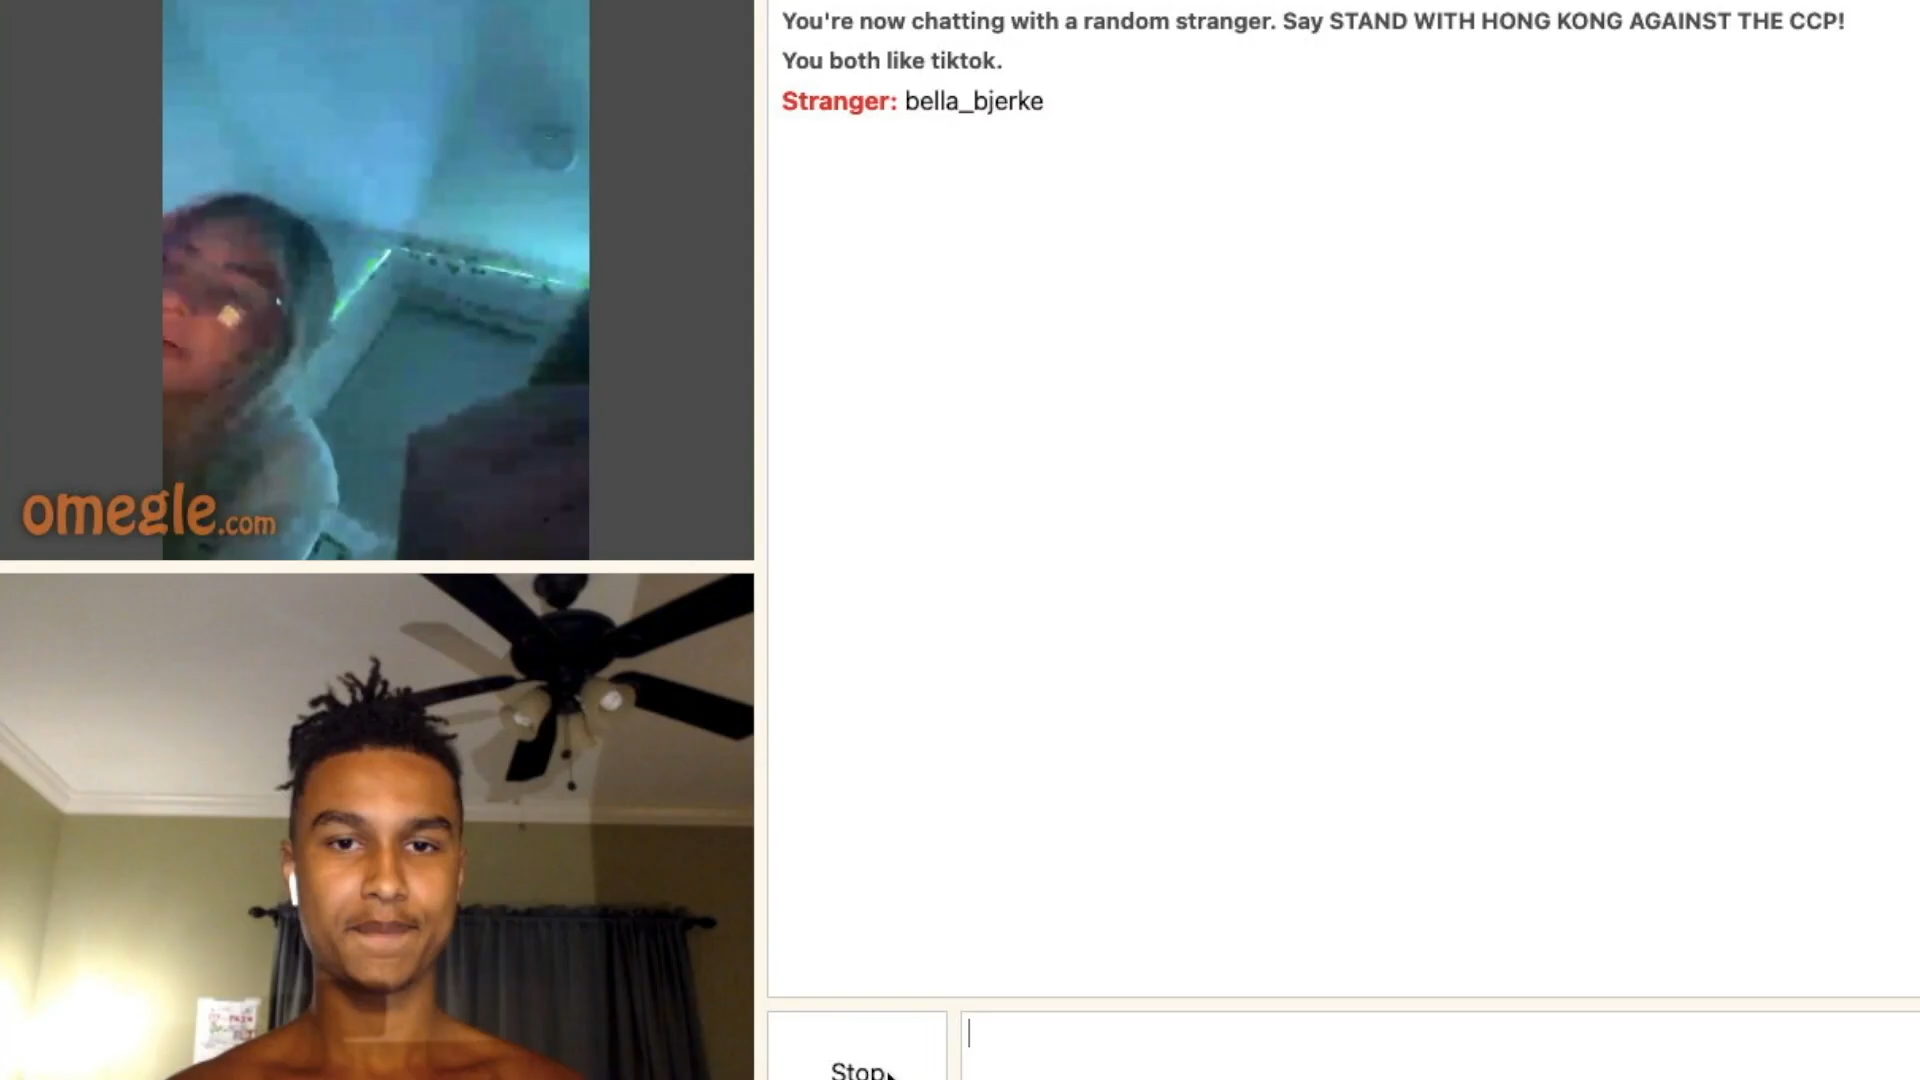 You're now chatting with a random stranger. Say STAND WITH HONG KONG AGAINST THE CCP!
You both like tiktok.
Stranger: bella_bjerke
omegle.com
Stop